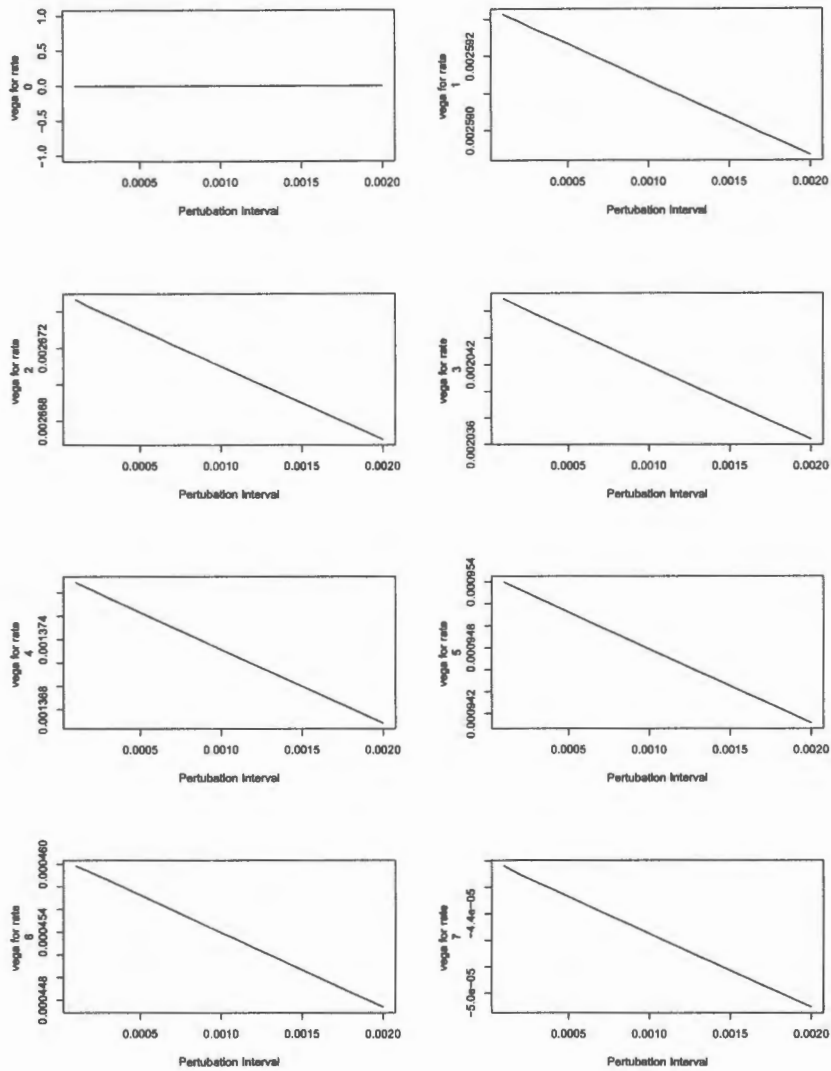 vega for rate
0
1.0
0.5
0.0
−0.5
−1.0
0.0005 0.0010 0.0015 0.0020
Pertubation Interval
vega for rate
1
0.002592
0.002590
0.0005 0.0010 0.0015 0.0020
Pertubation Interval
vega for rate
2
0.002672
0.002668
0.0005 0.0010 0.0015 0.0020
Pertubation Interval
vega for rate
3
0.002042
0.002036
0.0005 0.0010 0.0015 0.0020
Pertubation Interval
vega for rate
4
0.001374
0.001368
0.0005 0.0010 0.0015 0.0020
Pertubation Interval
vega for rate
5
0.000954
0.000948
0.000942
0.0005 0.0010 0.0015 0.0020
Pertubation Interval
vega for rate
6
0.000460
0.000454
0.000448
0.0005 0.0010 0.0015 0.0020
Pertubation Interval
vega for rate
7
−4.4e−05
−5.0e−05
0.0005 0.0010 0.0015 0.0020
Pertubation Interval